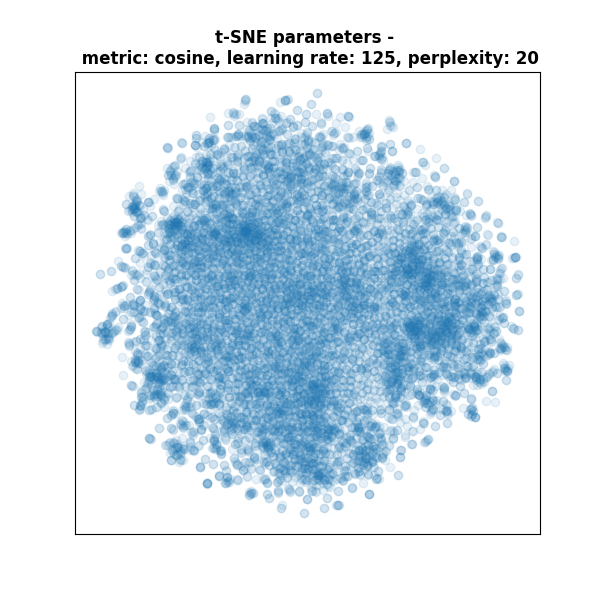 t-SNE parameters -
metric: cosine, learning rate: 125, perplexity: 20